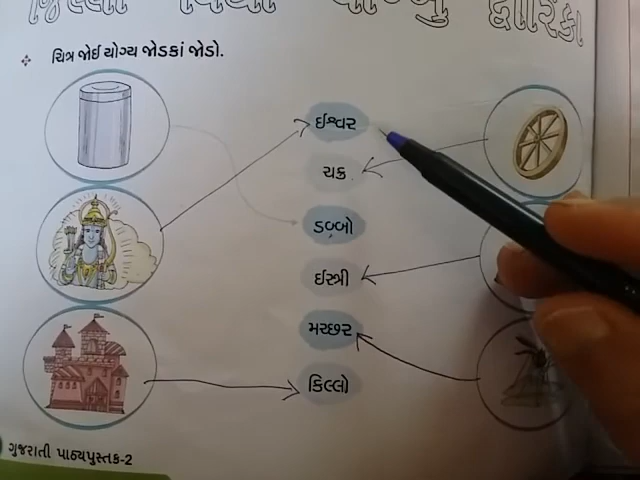 કિલ્લો
ચિત્ર જોઈ યોગ્ય જોડકાં જોડો.
ઈશ્વર
ચક્ર
ડબ્બો
ઈસ્ત્રી
મચ્છર
કિલ્લો
ગુજરાતી પાઠ્યપુસ્તક-2